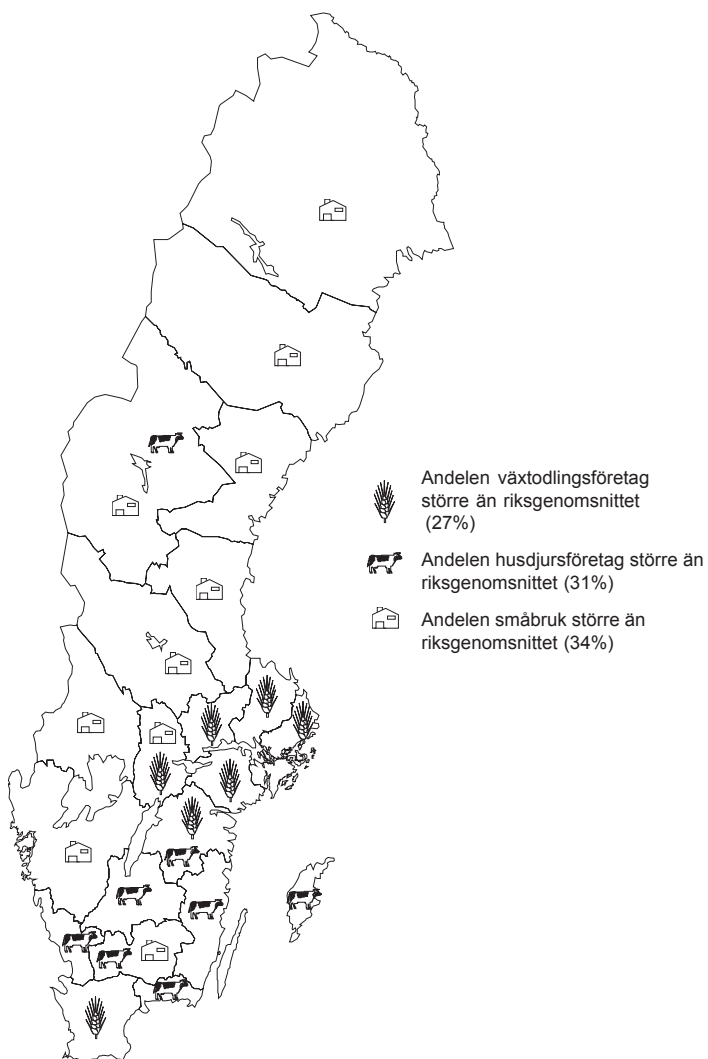 Andelen växtodlingsföretag
större än riksgenomsnittet
(27%)
Andelen husdjursföretag större än
riksgenomsnittet (31%)
Andelen småbruk större än
riksgenomsnittet (34%)